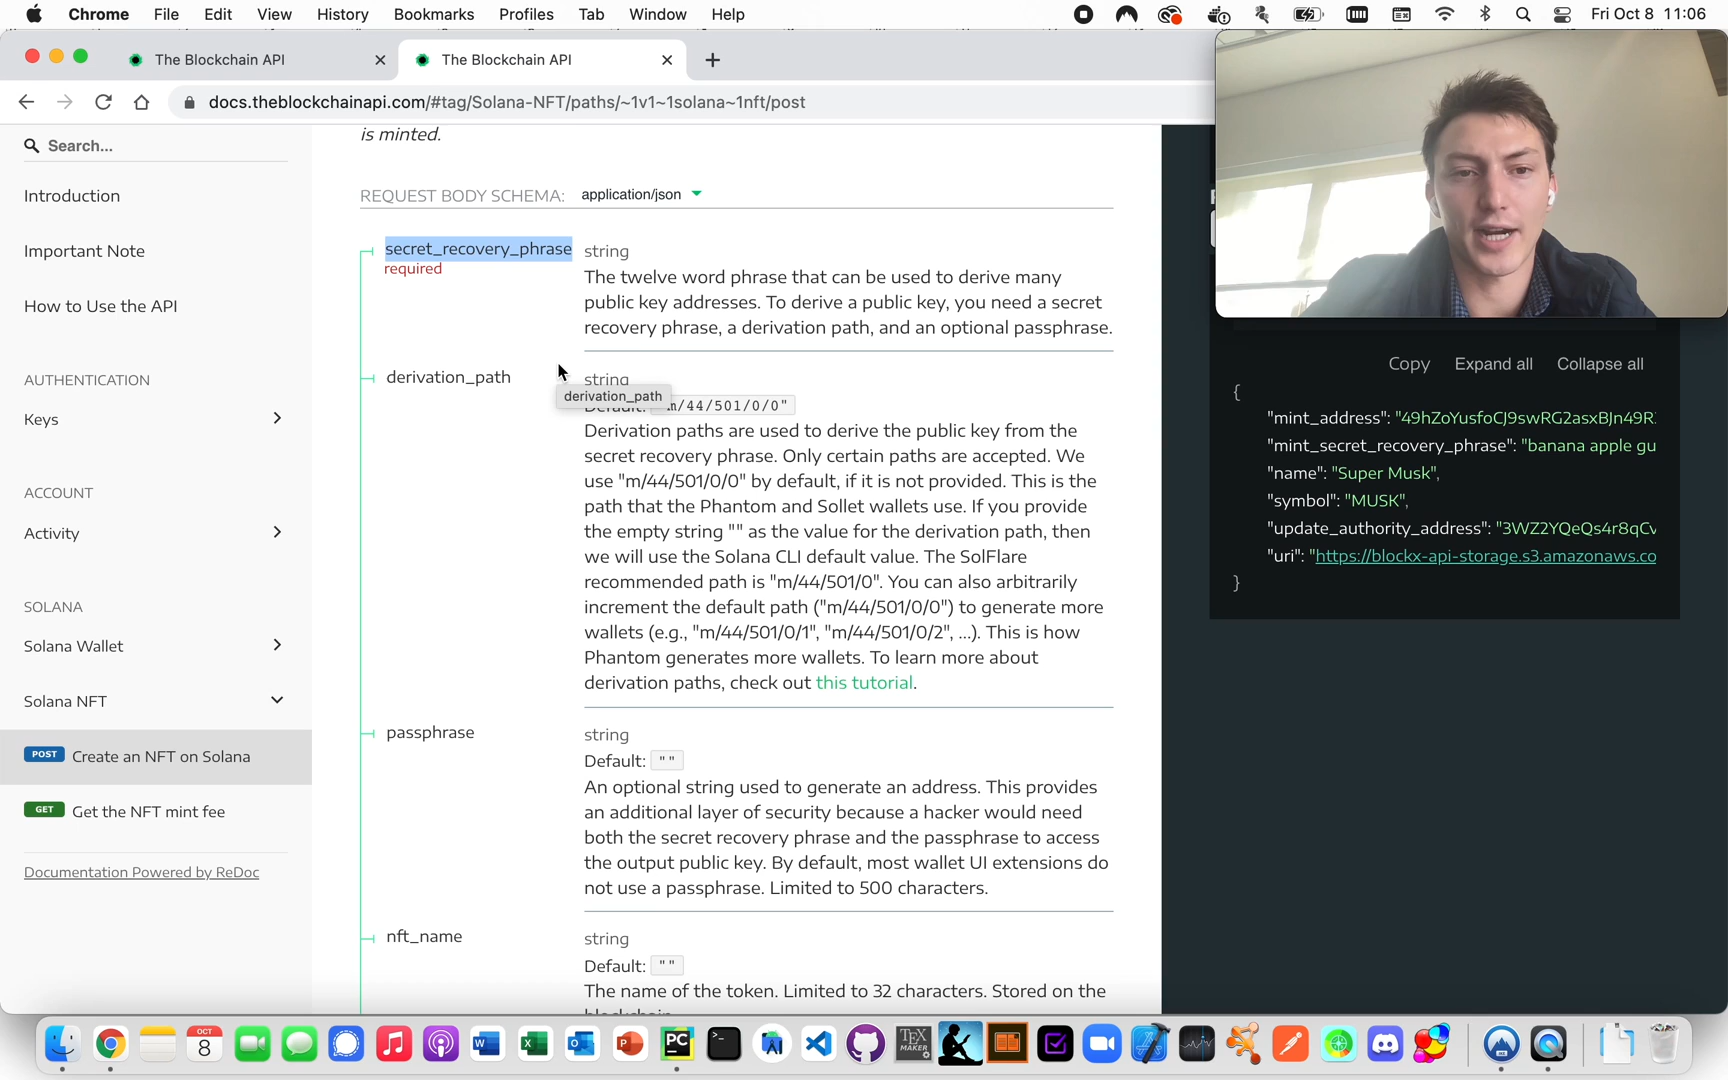 Chrome File Edit View History Bookmarks Profiles Tab Window Help Fri Oct 8 11:06
The Blockchain API The Blockchain API
docs.theblockchainapi.com/#tag/Solana-NFT/paths/~1v1~1solana~1nft/post
Search...
Introduction
Important Note
How to Use the API
AUTHENTICATION
Keys
ACCOUNT
Activity
SOLANA
Solana Wallet
Solana NFT
POST Create an NFT on Solana
GET Get the NFT mint fee
Documentation Powered by ReDoc
is minted.
REQUEST BODY SCHEMA: application/json
secret_recovery_phrase string
required
The twelve word phrase that can be used to derive many
public key addresses. To derive a public key, you need a secret
recovery phrase, a derivation path, and an optional passphrase.
derivation_path string
derivation_path
Default: "m/44/501/0/0"
Derivation paths are used to derive the public key from the
secret recovery phrase. Only certain paths are accepted. We
use "m/44/501/0/0" by default, if it is not provided. This is the
path that the Phantom and Sollet wallets use. If you provide
the empty string "" as the value for the derivation path, then
we will use the Solana CLI default value. The SolFlare
recommended path is "m/44/501/0". You can also arbitrarily
increment the default path ("m/44/501/0/0") to generate more
wallets (e.g., "m/44/501/0/1", "m/44/501/0/2", ...). This is how
Phantom generates more wallets. To learn more about
derivation paths, check out this tutorial.
passphrase string
Default: ""
An optional string used to generate an address. This provides
an additional layer of security because a hacker would need
both the secret recovery phrase and the passphrase to access
the output public key. By default, most wallet UI extensions do
not use a passphrase. Limited to 500 characters.
nft_name string
Default: ""
The name of the token. Limited to 32 characters. Stored on the
Copy Expand all Collapse all
{
"mint_address": "49hZoYusfoCJ9swRG2asxBJn49R
"mint_secret_recovery_phrase": "banana apple gu
"name": "Super Musk",
"symbol": "MUSK",
"update_authority_address": "3WZ2YQeQs4r8qCv
"uri": "https://blockx-api-storage.s3.amazonaws.co
}
OCT
8
PC
TEX
MAKER